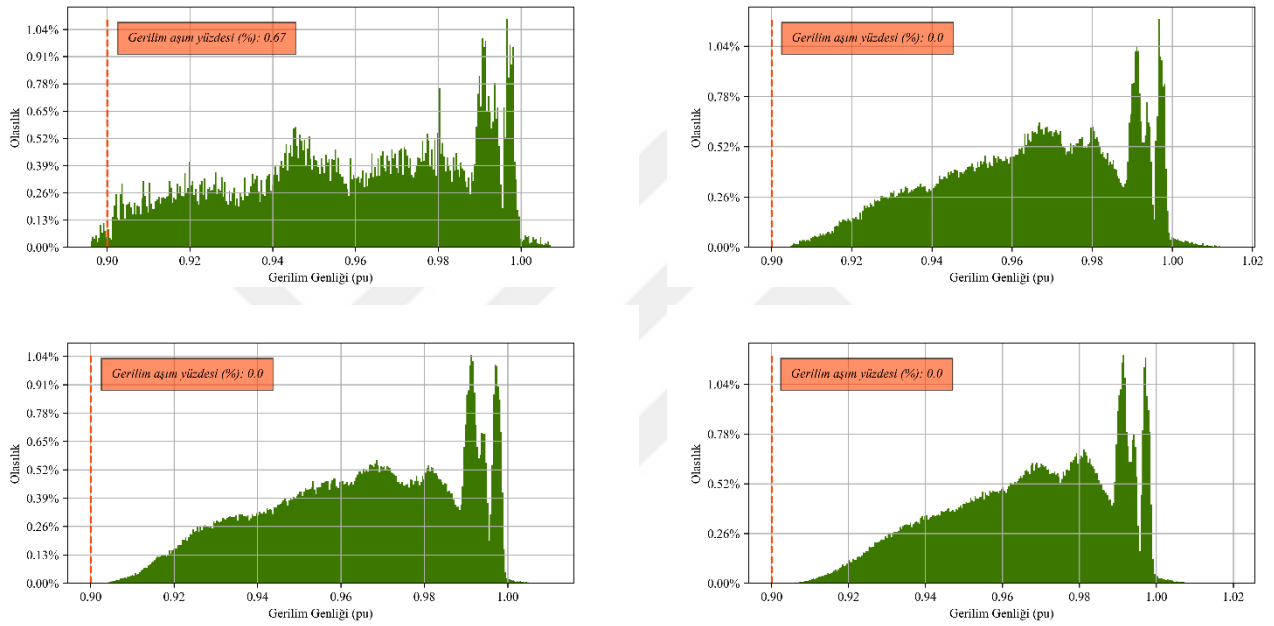 1.04%
0.91%
0.78%
0.65%
0.52%
0.39%
0.26%
0.13%
0.00%
Olasılık
Gerilim aşım yüzdesi (%): 0.67
0.90 0.92 0.94 0.96 0.98 1.00
Gerilim Genliği (pu)
1.04%
0.78%
0.52%
0.26%
0.00%
Olasılık
Gerilim aşım yüzdesi (%): 0.0
0.90 0.92 0.94 0.96 0.98 1.00 1.02
Gerilim Genliği (pu)
1.04%
0.91%
0.78%
0.65%
0.52%
0.39%
0.26%
0.13%
0.00%
Olasılık
Gerilim aşım yüzdesi (%): 0.0
0.90 0.92 0.94 0.96 0.98 1.00
Gerilim Genliği (pu)
1.04%
0.78%
0.52%
0.26%
0.00%
Olasılık
Gerilim aşım yüzdesi (%): 0.0
0.90 0.92 0.94 0.96 0.98 1.00 1.02
Gerilim Genliği (pu)